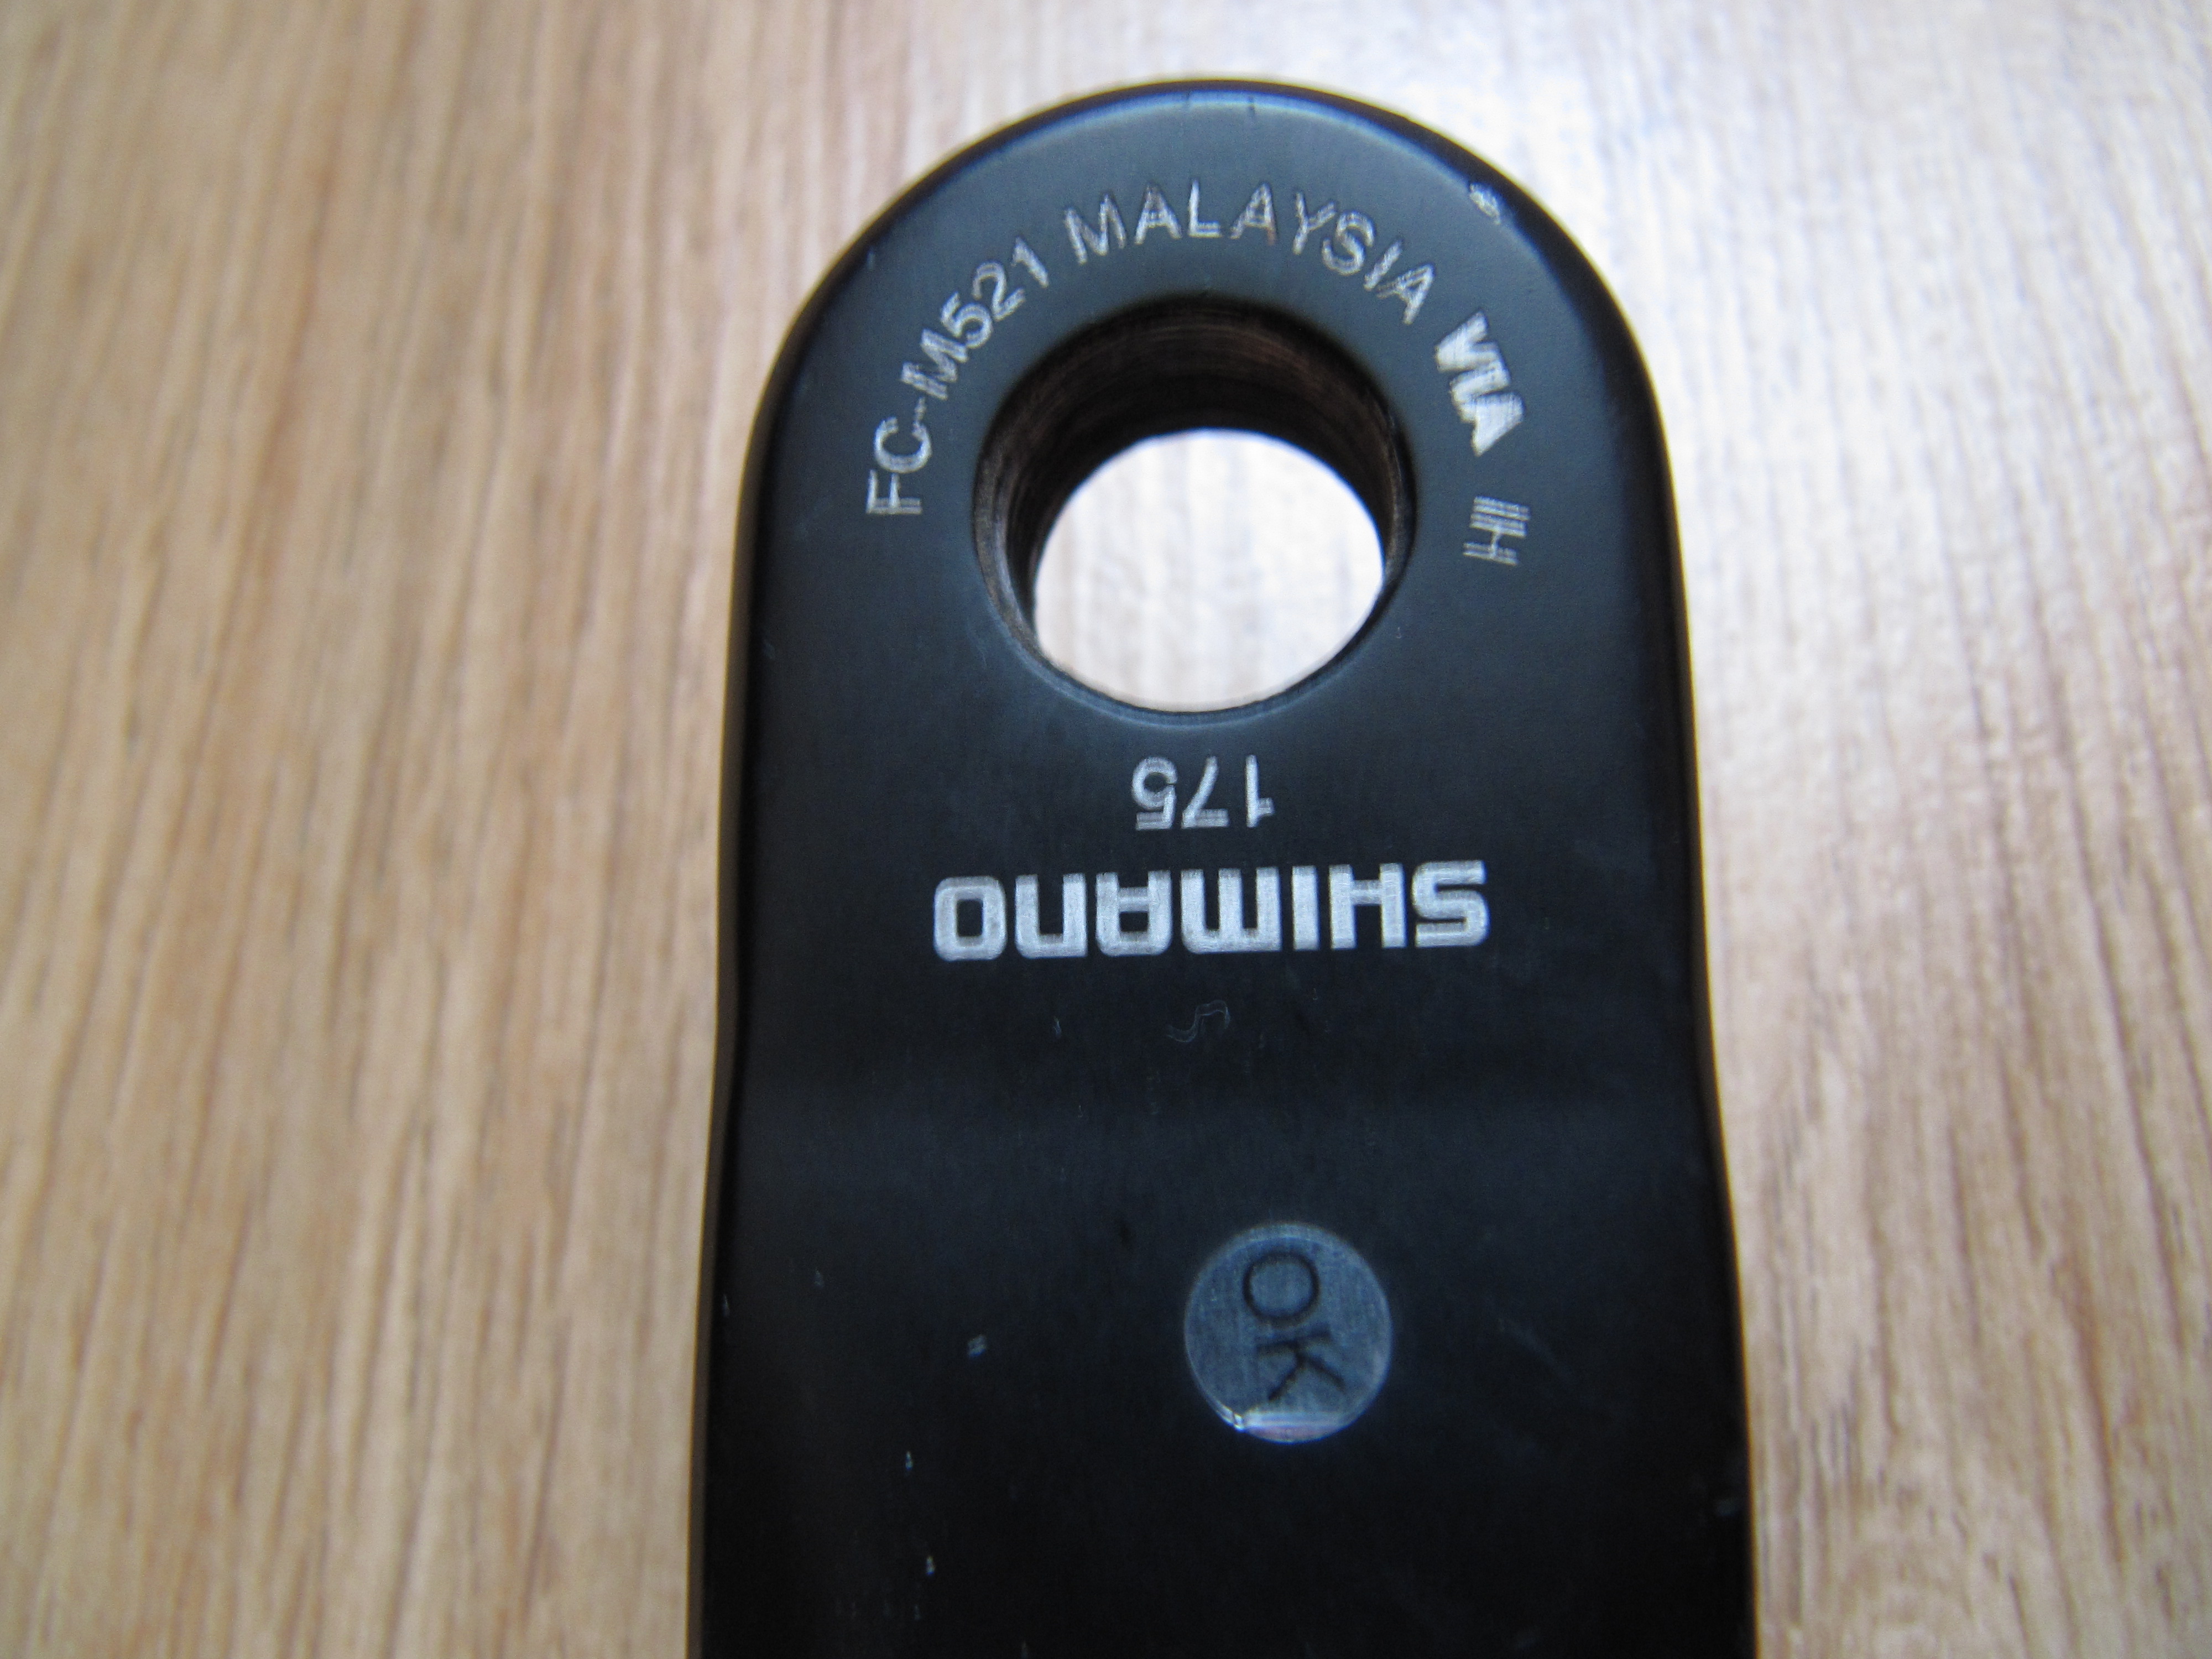 FC-M521 MALAYSIA VIA IH
175
SHIMANO
OK